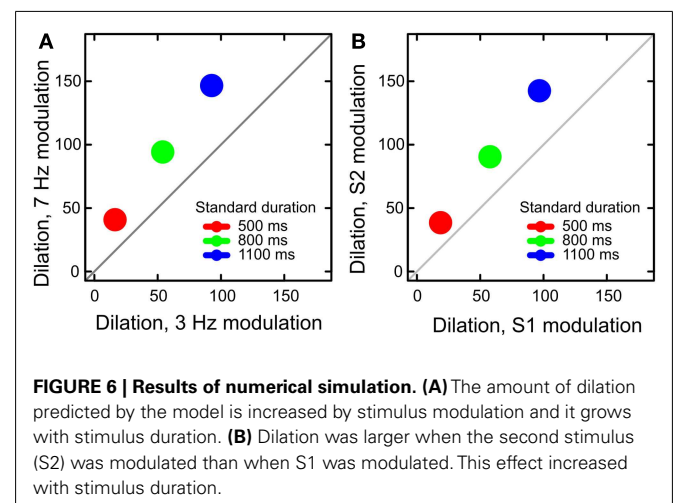 A
B
Dilation, 7 Hz modulation
150
100
50
0
Standard duration
500 ms
800 ms
1100 ms
0 50 100 150
Dilation, 3 Hz modulation
Dilation, S2 modulation
150
100
50
0
Standard duration
500 ms
800 ms
1100 ms
0 50 100 150
Dilation, S1 modulation
FIGURE 6 | Results of numerical simulation. (A) The amount of dilation
predicted by the model is increased by stimulus modulation and it grows
with stimulus duration. (B) Dilation was larger when the second stimulus
(S2) was modulated than when S1 was modulated. This effect increased
with stimulus duration.